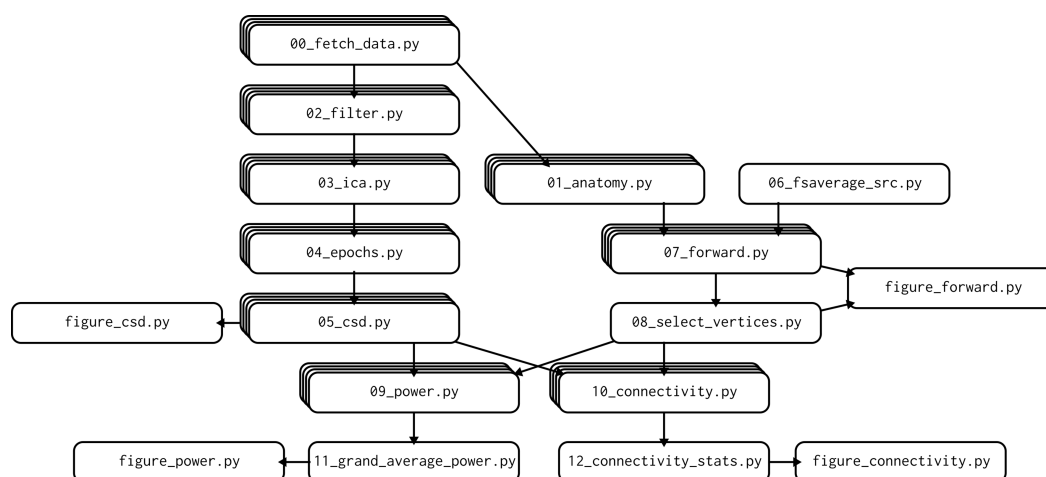 00_fetch_data.py
02_filter.py
03_ica.py
01_anatomy.py
06_fsaverage_src.py
04_epochs.py
07_forward.py
figure_forward.py
figure_csd.py
05_csd.py
08_select_vertices.py
09_power.py
10_connectivity.py
figure_power.py
11_grand_average_power.py
12_connectivity_stats.py
figure_connectivity.py